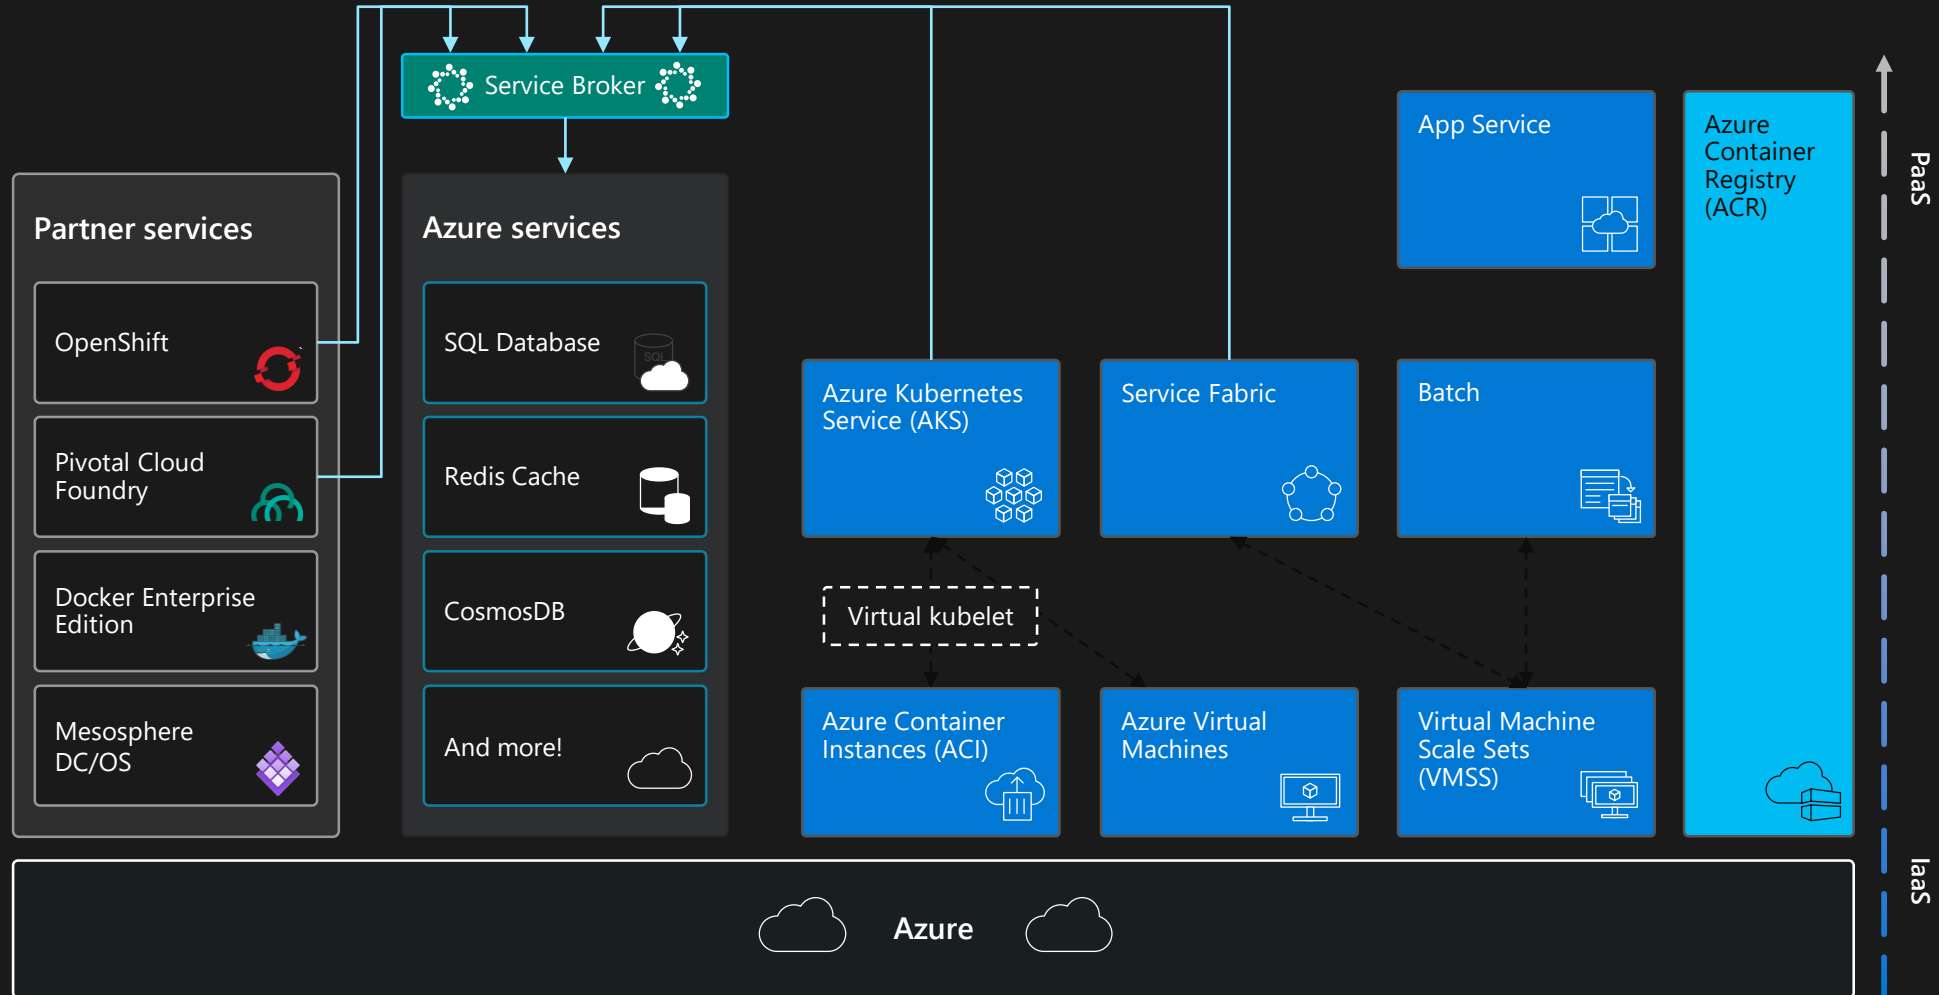 Service Broker
Partner services
OpenShift
Pivotal Cloud
Foundry
Docker Enterprise
Edition
Mesosphere
DC/OS
Azure services
SQL Database
SQL
Redis Cache
CosmosDB
And more!
Azure Kubernetes
Service (AKS)
Service Fabric
App Service
Batch
Virtual kubelet
Azure Container
Instances (ACI)
Azure Virtual
Machines
Virtual Machine
Scale Sets
(VMSS)
Azure
Container
Registry
(ACR)
PaaS
IaaS
Azure